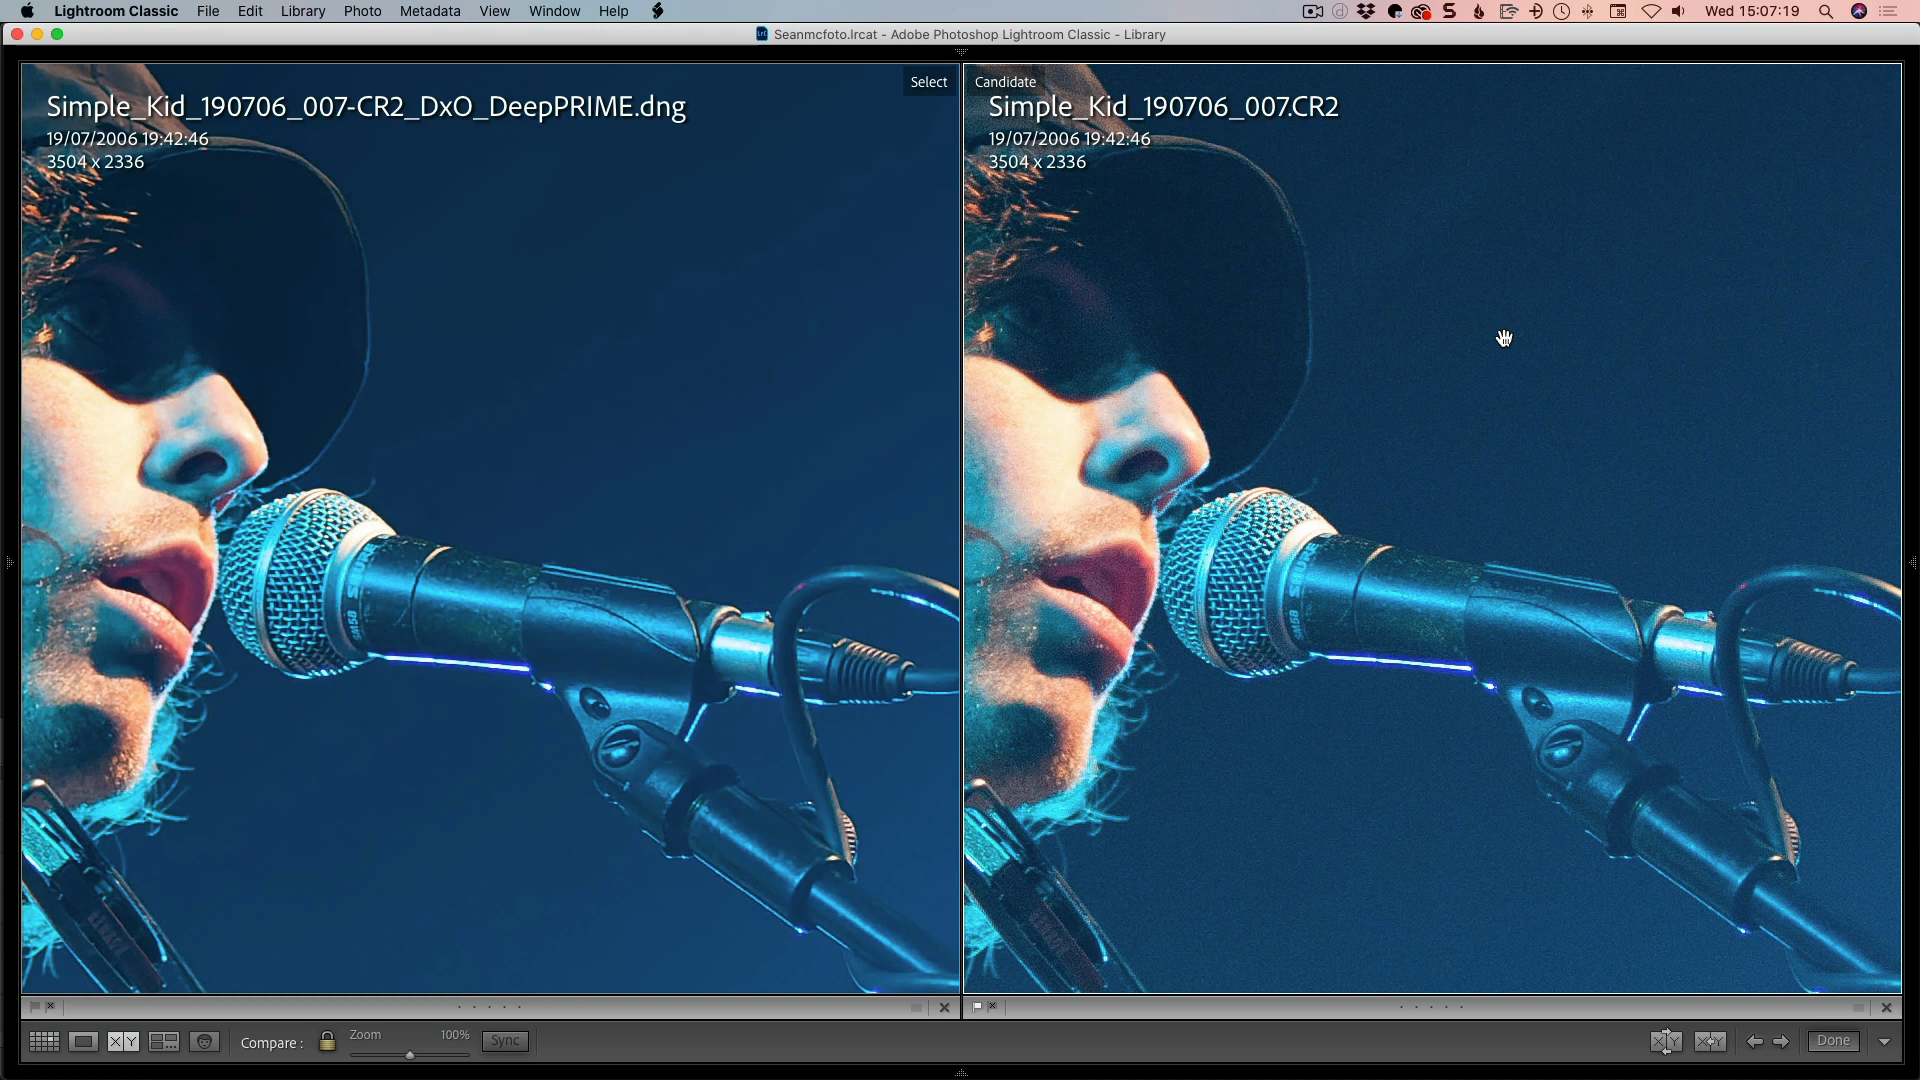 Lightroom Classic File Edit Library Photo Metadata View Window Help Wed 15:07:19
Seanmcfoto.lrcat - Adobe Photoshop Lightroom Classic - Library
Select
Simple_Kid_190706_007-CR2_DxO_DeepPRIME.dng
19/07/2006 19:42:46
3504 x 2336
Candidate
Simple_Kid_190706_007.CR2
19/07/2006 19:42:46
3504 x 2336
XY
Compare :
Zoom 100%
Sync
Done